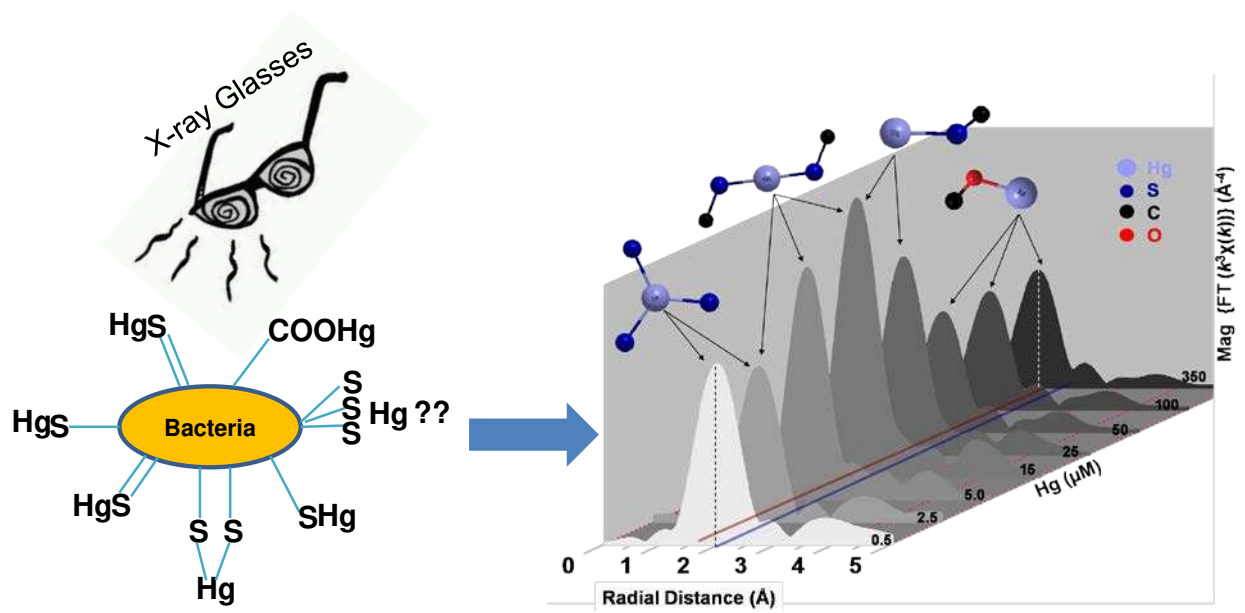 X-ray Glasses
HgS
COOHg
HgS
Bacteria
S
S
S
Hg ??
HgS
SHg
S
S
Hg
Hg
S
C
O
Mag {FT (k³χ(k))} (Å⁻⁴)
350
100
50
25
15
5.0
2.5
0.5
Hg (µM)
0 1 2 3 4 5
Radial Distance (Å)